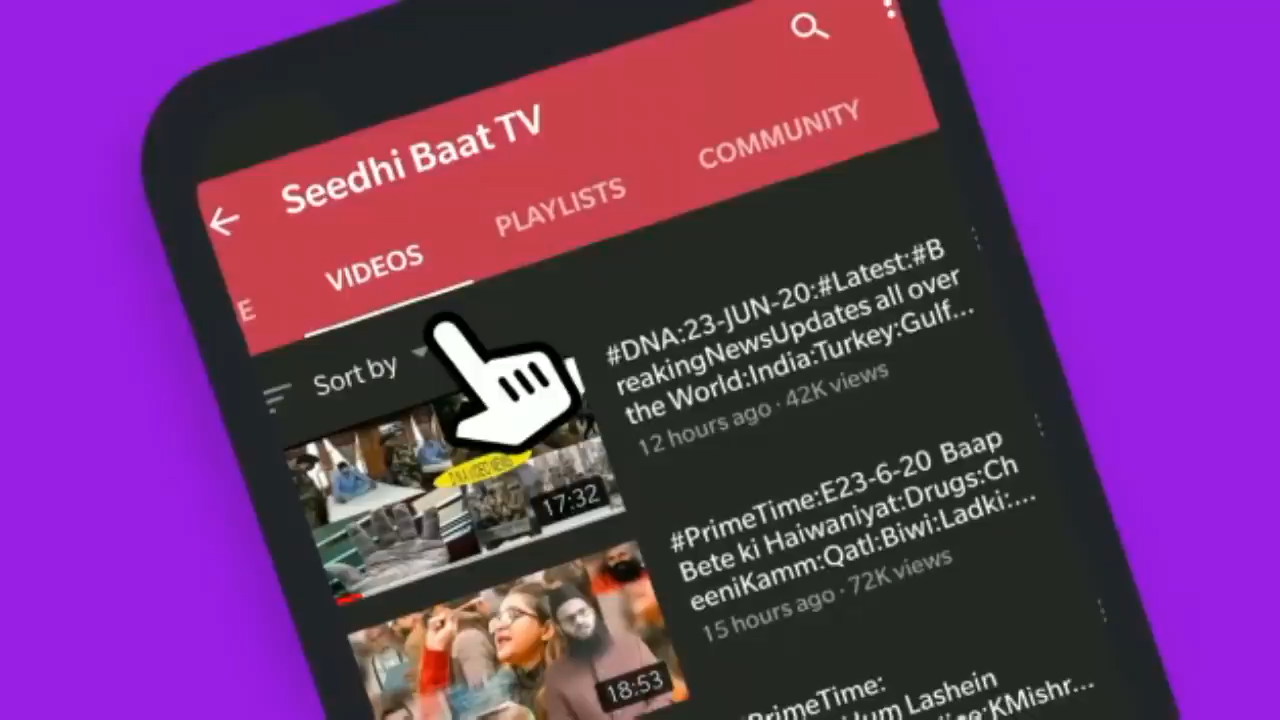 Seedhi Baat TV
E
VIDEOS
PLAYLISTS
COMMUNITY
Sort by
#DNA:23-JUN-20:#Latest:#B
reakingNewsUpdates all over
the World:India:Turkey:Gulf...
12 hours ago · 42K views
17:32
#PrimeTime:E23-6-20 Baap
Bete ki Haiwaniyat:Drugs:Ch
eeniKamm:Qatl:Biwi:Ladki:...
15 hours ago · 72K views
18:53
Lashein
:KMishr...